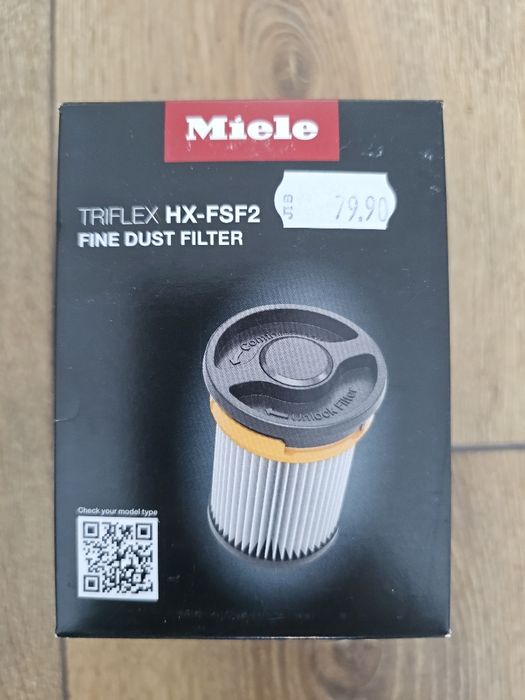 Miele
TRIFLEX HX-FSF2
FINE DUST FILTER
79,90
Unlock Filter
Check your model type